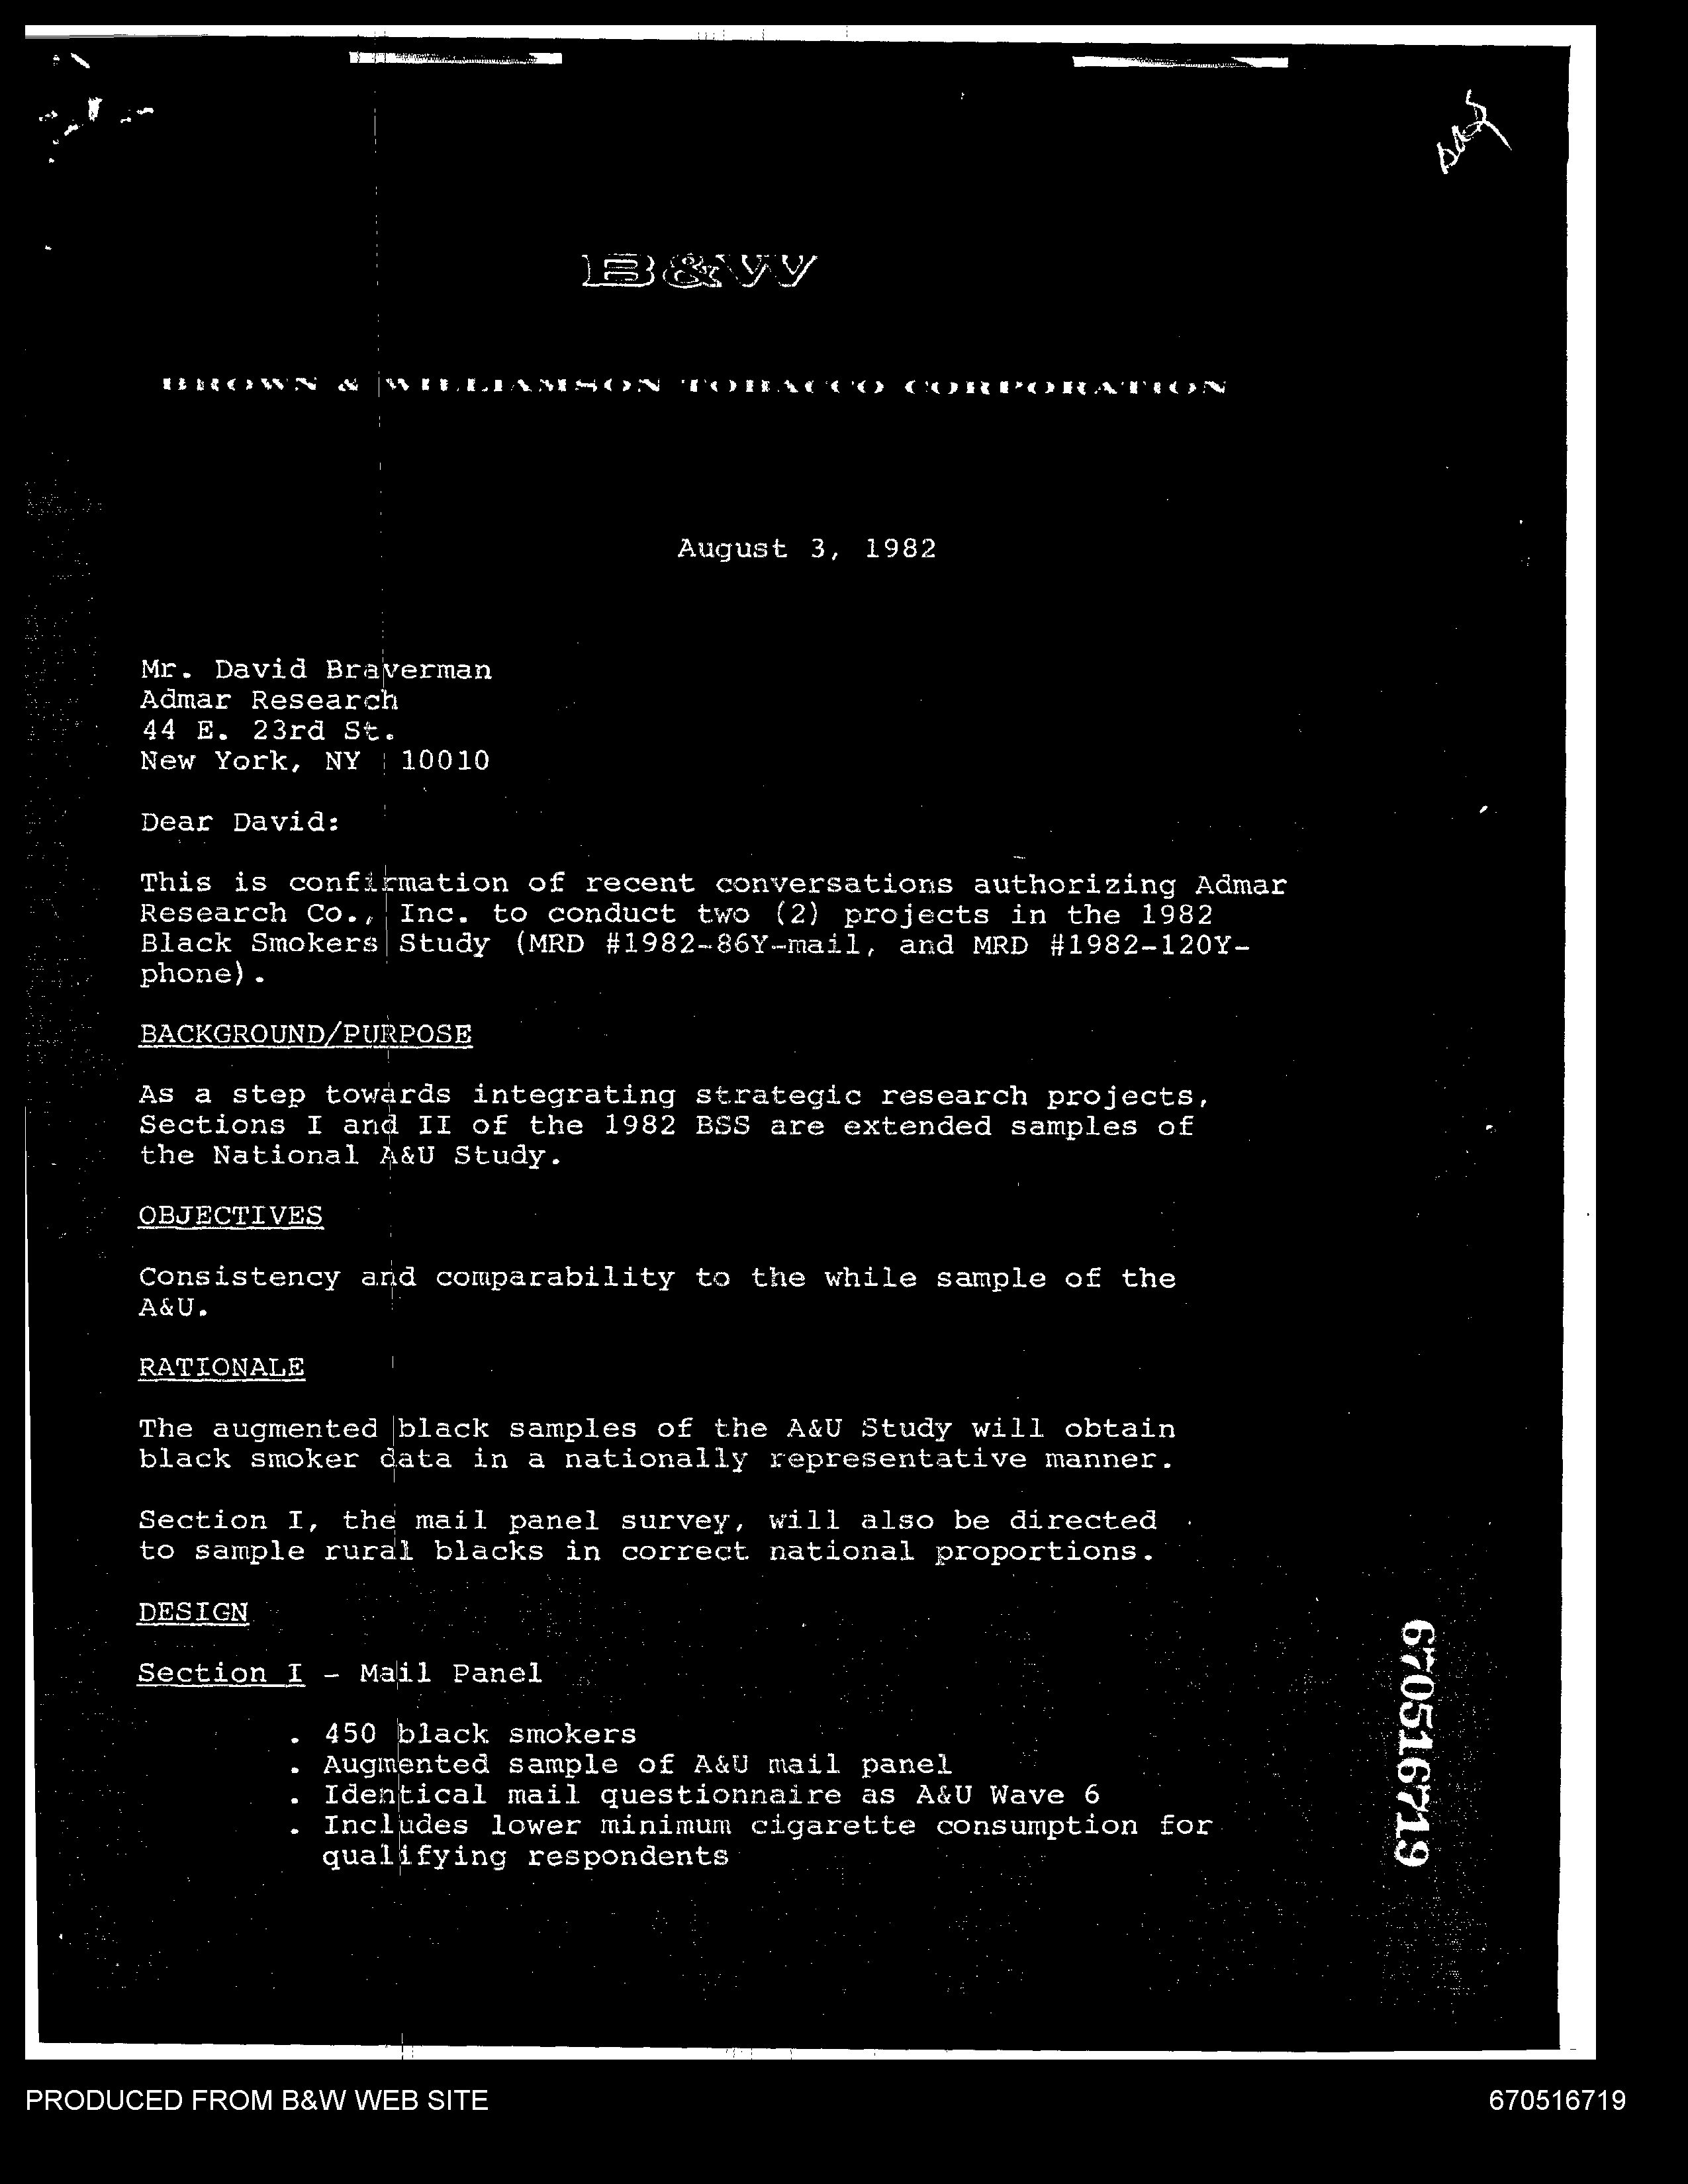 B&W
BROWN & WILLIAMSON TOBACCO CORPORATION
August 3, 1982
Mr. David Braverman
Admar Research
44 E. 23rd St.
New York, NY 10010
Dear David:
This is confirmation of recent conversations authorizing Admar
Research Co., Inc. to conduct two (2) projects in the 1982
Black Smokers Study (MRD #1982-86Y-mail, and MRD #1982-120Y-
phone).
BACKGROUND/PURPOSE
As a step towards integrating strategic research projects,
Sections I and II of the 1982 BSS are extended samples of
the National A&U Study.
OBJECTIVES
Consistency and comparability to the while sample of the
A&U.
RATIONALE
The augmented black samples of the A&U Study will obtain
black smoker data in a nationally representative manner.
Section I, the mail panel survey, will also be directed
to sample rural blacks in correct national proportions.
DESIGN
Section I - Mail Panel
. 450 black smokers
. Augmented sample of A&U mail panel
. Identical mail questionnaire as A&U Wave 6
. Includes lower minimum cigarette consumption for
qualifying respondents
670516719
PRODUCED FROM B&W WEB SITE
670516719